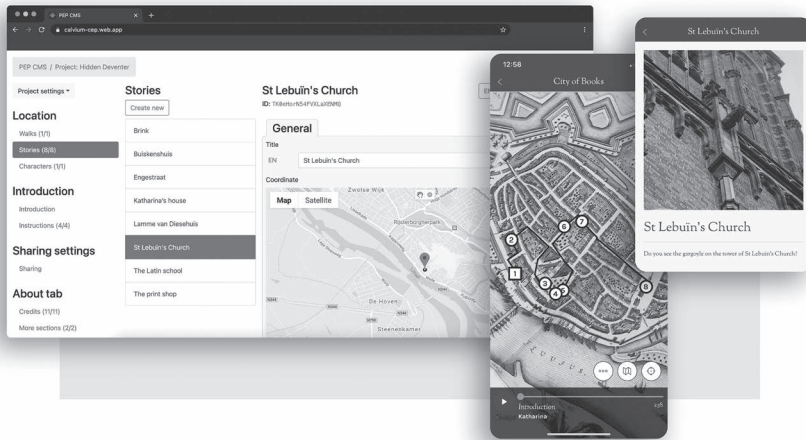 PEP CMS
calvium-cep.web.app
PEP CMS / Project: Hidden Deventer
Project settings
Location
Walks (1/1)
Stories (8/8)
Characters (1/1)
Introduction
Introduction
Instructions (4/4)
Sharing settings
Sharing
About tab
Credits (11/11)
More sections (2/2)
Stories
Create new
Brink
Buiskenshuis
Engestraat
Katharina's house
Lamme van Diesehuis
St Lebuïn's Church
The Latin school
The print shop
St Lebuïn's Church
ID:
General
Title
EN
St Lebuïn's Church
Coordinate
Map
Satellite
Zwolse Wijk
Rijsterborgherpark
De Hoven
Steenenkamer
12:58
City of Books
1
2
3
4
5
6
7
8
Introduction
Katharina
St Lebuïn's Church
St Lebuïn's Church
Do you see the gargoyle on the tower of St Lebuïn's Church?